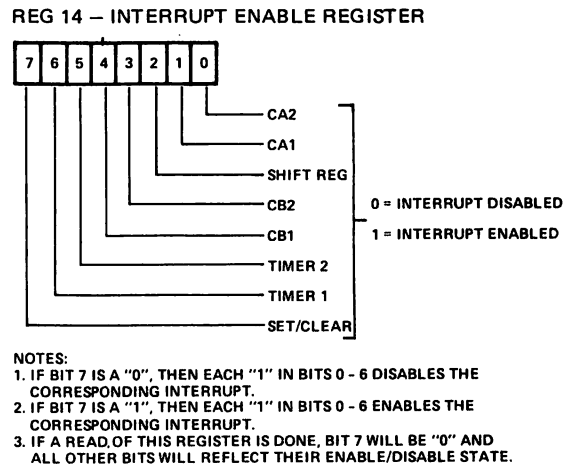 REG 14 – INTERRUPT ENABLE REGISTER
7 6 5 4 3 2 1 0
CA2
CA1
SHIFT REG
CB2
CB1
TIMER 2
TIMER 1
SET/CLEAR
0 = INTERRUPT DISABLED
1 = INTERRUPT ENABLED
NOTES:
1. IF BIT 7 IS A "0", THEN EACH "1" IN BITS 0 - 6 DISABLES THE
CORRESPONDING INTERRUPT.
2. IF BIT 7 IS A "1", THEN EACH "1" IN BITS 0 - 6 ENABLES THE
CORRESPONDING INTERRUPT.
3. IF A READ OF THIS REGISTER IS DONE, BIT 7 WILL BE "0" AND
ALL OTHER BITS WILL REFLECT THEIR ENABLE/DISABLE STATE.